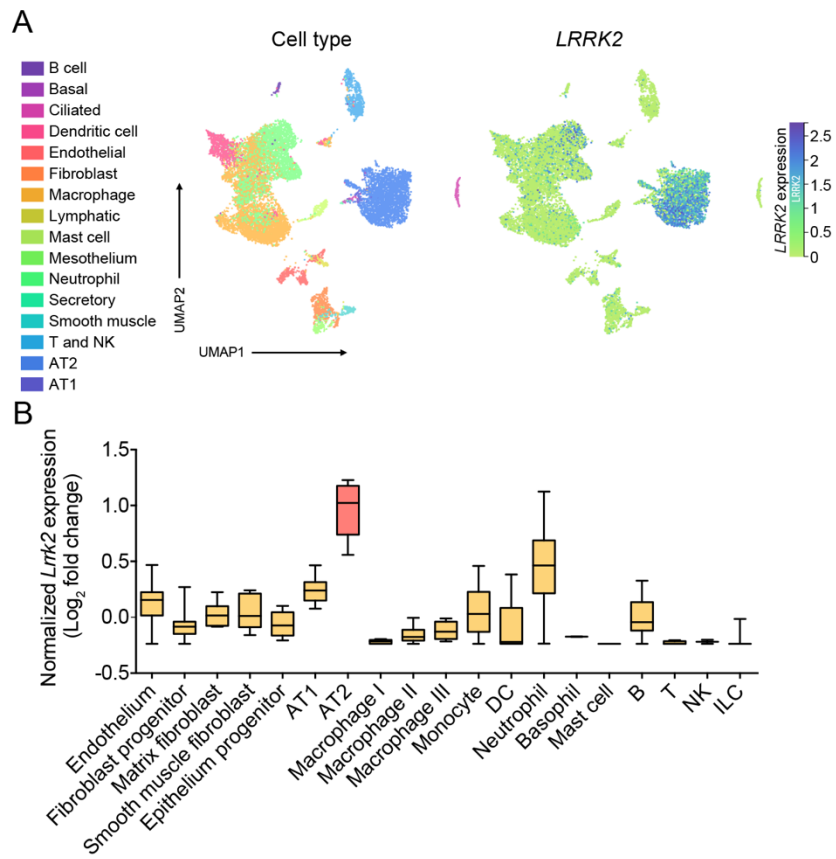 A
Cell type
LRRK2
B cell
Basal
Ciliated
Dendritic cell
Endothelial
Fibroblast
Macrophage
Lymphatic
Mast cell
Mesothelium
Neutrophil
Secretory
Smooth muscle
T and NK
AT2
AT1
UMAP2
UMAP1
LRRK2 expression
LRRK2
2.5
2
1.5
1
0.5
0
B
Normalized Lrrk2 expression
(Log2 fold change)
1.5
1.0
0.5
0.0
-0.5
Endothelium
Fibroblast progenitor
Matrix fibroblast
Smooth muscle fibroblast
Epithelium progenitor
AT1
AT2
Macrophage I
Macrophage II
Macrophage III
Monocyte
DC
Neutrophil
Basophil
Mast cell
B
T
NK
ILC